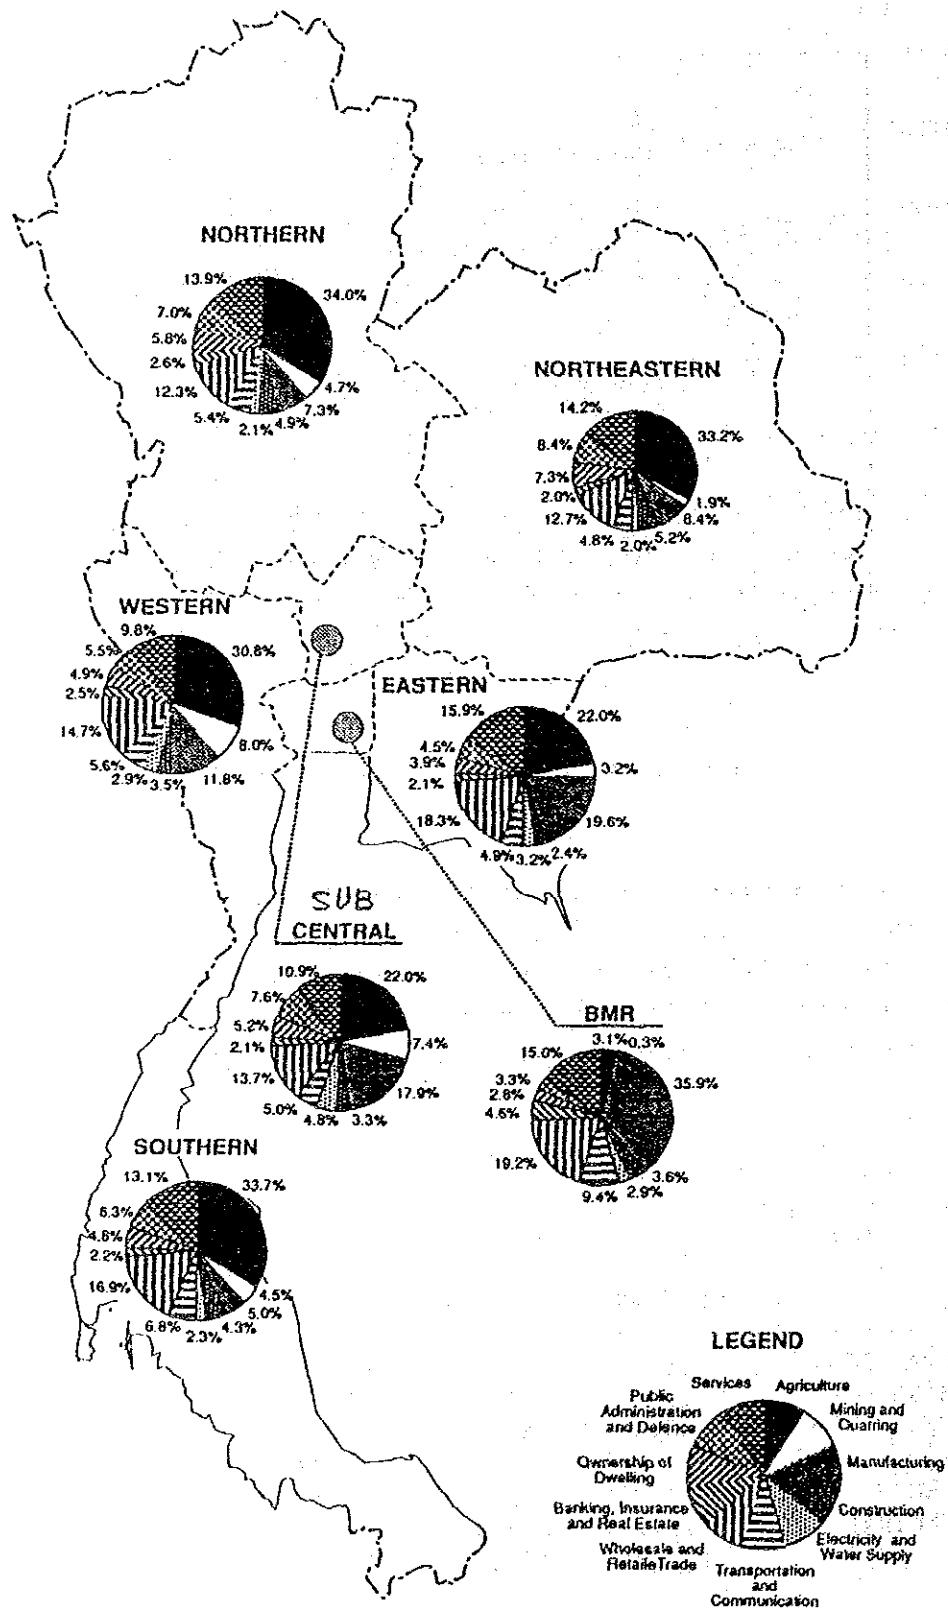 NORTHERN
13.9%
34.0%
7.0%
5.8%
2.6%
12.3%
5.4%
2.1%
4.9%
7.3%
4.7%
NORTHEASTERN
14.2%
33.2%
8.4%
7.3%
2.0%
12.7%
4.8%
2.0%
5.2%
8.4%
1.9%
WESTERN
9.8%
30.8%
5.5%
4.9%
2.5%
14.7%
5.6%
2.9%
3.5%
11.8%
8.0%
EASTERN
15.9%
22.0%
4.5%
3.9%
2.1%
18.3%
4.9%
3.2%
2.4%
19.6%
3.2%
SUB
CENTRAL
10.9%
22.0%
7.6%
5.2%
2.1%
13.7%
5.0%
4.8%
3.3%
17.9%
7.4%
BMR
3.1%
0.3%
15.0%
35.9%
3.3%
2.8%
4.6%
19.2%
9.4%
2.9%
3.6%
SOUTHERN
13.1%
33.7%
6.3%
4.8%
2.2%
16.9%
6.8%
2.3%
4.3%
5.0%
4.5%
LEGEND
Services
Agriculture
Public
Administration
and Defence
Mining and
Quarring
Ownership of
Dwelling
Manufacturing
Banking, Insurance
and Real Estate
Construction
Wholesale and
Retaile Trade
Electricity and
Water Supply
Transportation
and
Communication